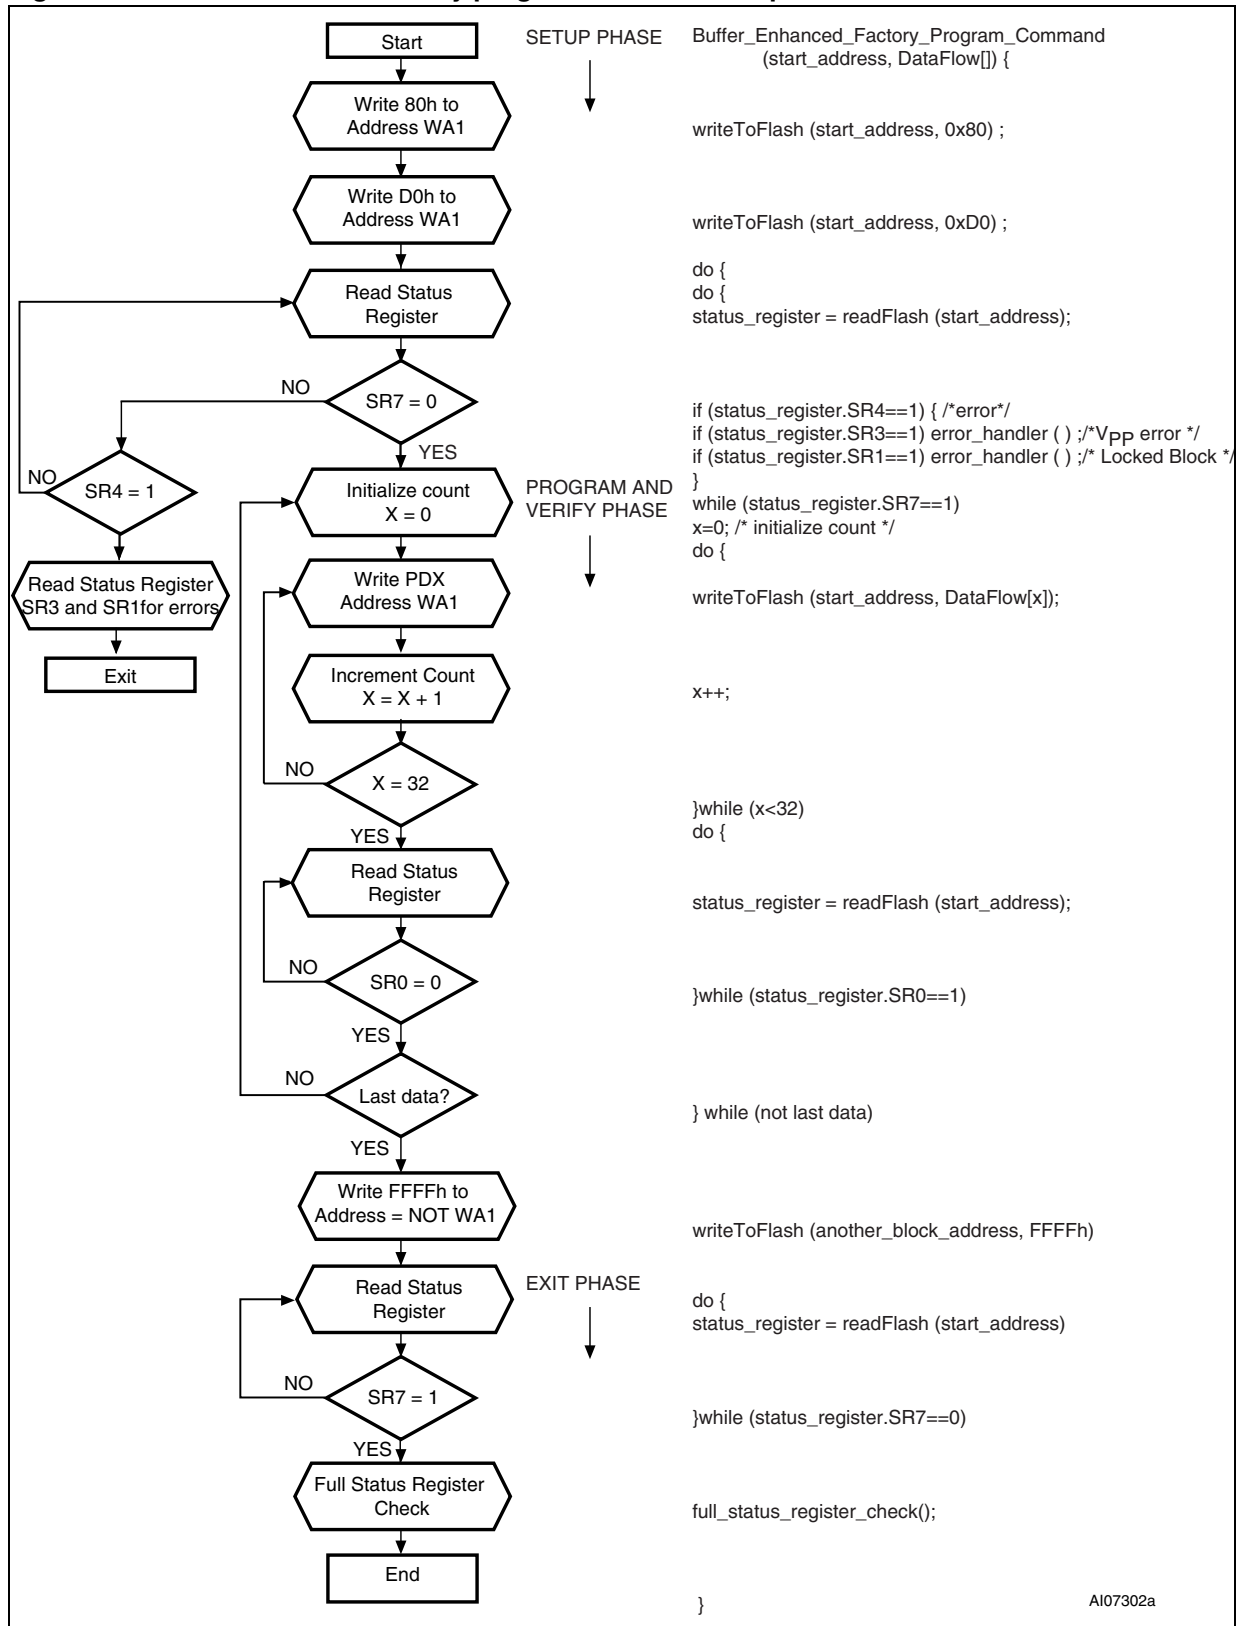 Start
Write 80h to
Address WA1
Write D0h to
Address WA1
Read Status
Register
NO
SR7 = 0
YES
NO
SR4 = 1
Read Status Register
SR3 and SR1for errors
Exit
Initialize count
X = 0
Write PDX
Address WA1
Increment Count
X = X + 1
NO
X = 32
YES
Read Status
Register
NO
SR0 = 0
YES
NO
Last data?
YES
Write FFFFh to
Address = NOT WA1
Read Status
Register
NO
SR7 = 1
YES
Full Status Register
Check
End
SETUP PHASE
PROGRAM AND
VERIFY PHASE
EXIT PHASE
Buffer_Enhanced_Factory_Program_Command
(start_address, DataFlow[]) {
writeToFlash (start_address, 0x80) ;
writeToFlash (start_address, 0xD0) ;
do {
do {
status_register = readFlash (start_address);
if (status_register.SR4==1) { /*error*/
if (status_register.SR3==1) error_handler ( ) ;/*VPP error */
if (status_register.SR1==1) error_handler ( ) ;/* Locked Block */
}
while (status_register.SR7==1)
x=0; /* initialize count */
do {
writeToFlash (start_address, DataFlow[x]);
x++;
}while (x<32)
do {
status_register = readFlash (start_address);
}while (status_register.SR0==1)
} while (not last data)
writeToFlash (another_block_address, FFFFh)
do {
status_register = readFlash (start_address)
}while (status_register.SR7==0)
full_status_register_check();
}
AI07302a